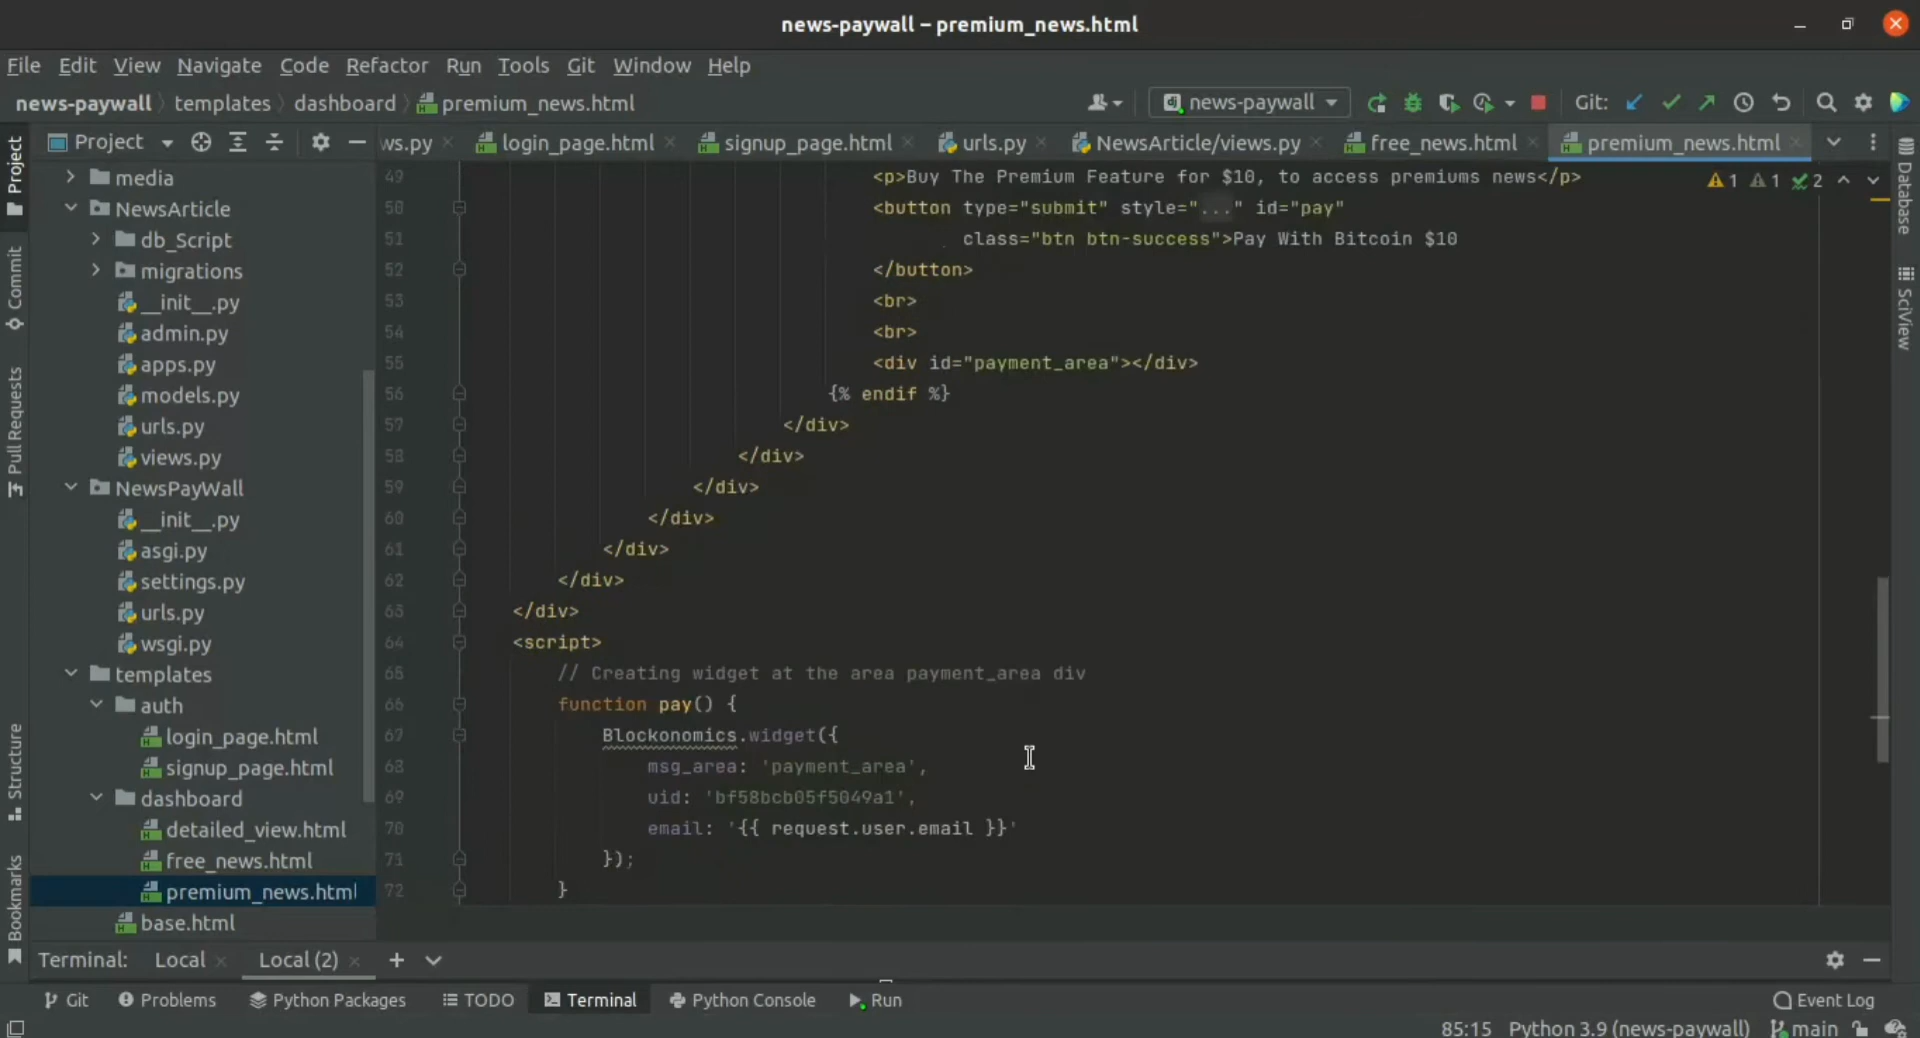 news-paywall – premium_news.html
File Edit View Navigate Code Refactor Run Tools Git Window Help
news-paywall templates dashboard premium_news.html
news-paywall Git:
Project
ws.py login_page.html signup_page.html urls.py NewsArticle/views.py free_news.html premium_news.html
Project
Commit
Pull Requests
Structure
Bookmarks
media
NewsArticle
db_Script
migrations
__init__.py
admin.py
apps.py
models.py
urls.py
views.py
NewsPayWall
__init__.py
asgi.py
settings.py
urls.py
wsgi.py
templates
auth
login_page.html
signup_page.html
dashboard
detailed_view.html
free_news.html
premium_news.html
base.html
1 1 2
49 <p>Buy The Premium Feature for $10, to access premiums news</p>
50 <button type="submit" style="..." id="pay"
51 class="btn btn-success">Pay With Bitcoin $10
52 </button>
53 <br>
54 <br>
55 <div id="payment_area"></div>
56 {% endif %}
57 </div>
58 </div>
59 </div>
60 </div>
61 </div>
62 </div>
63 </div>
64 <script>
65 // Creating widget at the area payment_area div
66 function pay() {
67 Blockonomics.widget({
68 msg_area: 'payment_area',
69 uid: 'bf58bcb05f5049a1',
70 email: '{{ request.user.email }}'
71 });
72 }
Database
SciView
Terminal: Local Local (2)
Git Problems Python Packages TODO Terminal Python Console Run Event Log
85:15 Python 3.9 (news-paywall) main